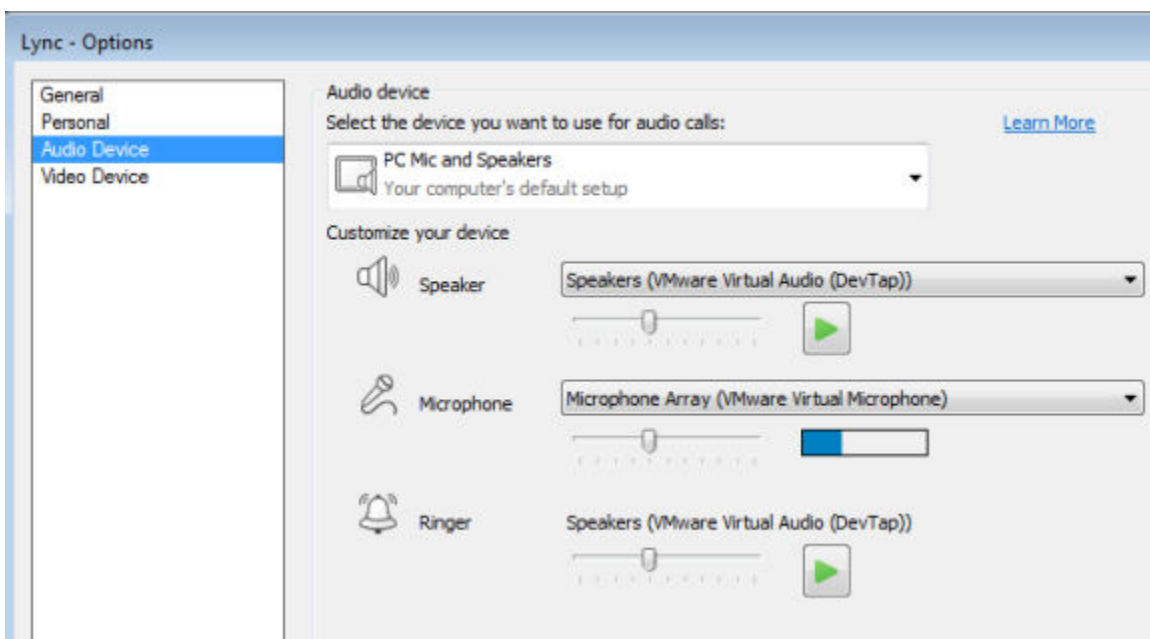 Lync - Options
General
Personal
Audio Device
Video Device
Audio device
Select the device you want to use for audio calls:
Learn More
PC Mic and Speakers
Your computer's default setup
Customize your device
Speaker
Speakers (VMware Virtual Audio (DevTap))
Microphone
Microphone Array (VMware Virtual Microphone)
Ringer
Speakers (VMware Virtual Audio (DevTap))